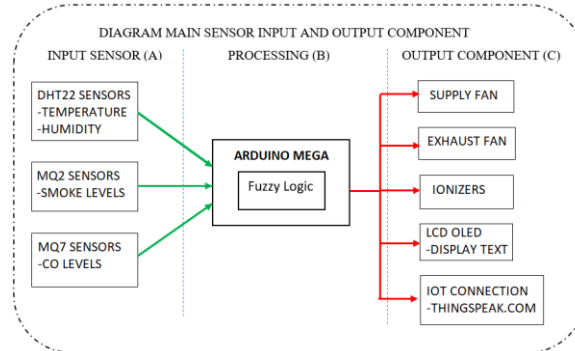 DIAGRAM MAIN SENSOR INPUT AND OUTPUT COMPONENT
INPUT SENSOR (A)
PROCESSING (B)
OUTPUT COMPONENT (C)
DHT22 SENSORS
-TEMPERATURE
-HUMIDITY
MQ2 SENSORS
-SMOKE LEVELS
MQ7 SENSORS
-CO LEVELS
ARDUINO MEGA
Fuzzy Logic
SUPPLY FAN
EXHAUST FAN
IONIZERS
LCD OLED
-DISPLAY TEXT
IOT CONNECTION
-THINGSPEAK.COM